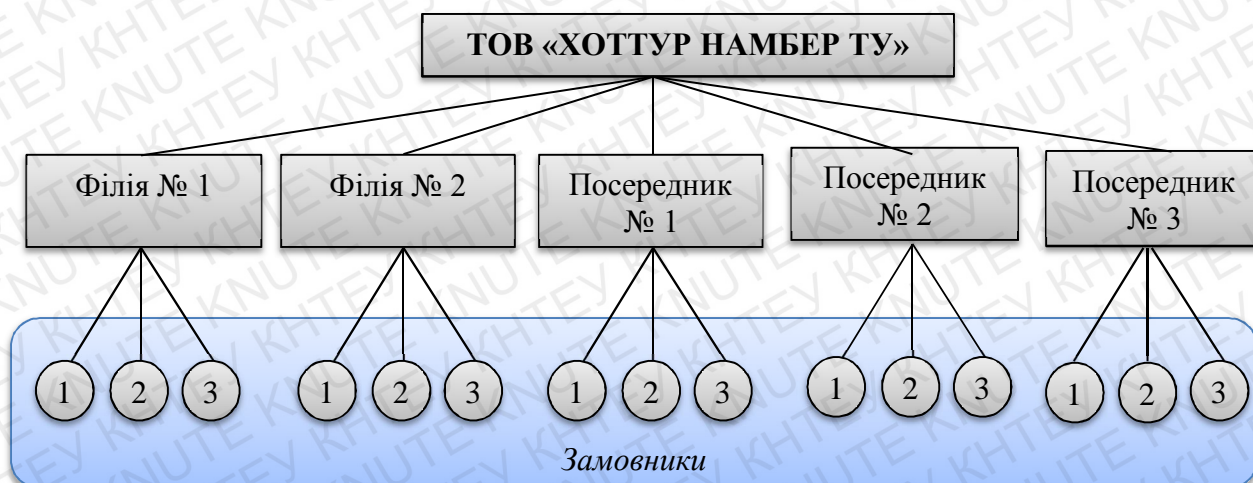 ТОВ «ХОТТУР НАМБЕР ТУ»
Філія № 1
Філія № 2
Посередник
№ 1
Посередник
№ 2
Посередник
№ 3
1 2 3 1 2 3 1 2 3 1 2 3 1 2 3
Замовники